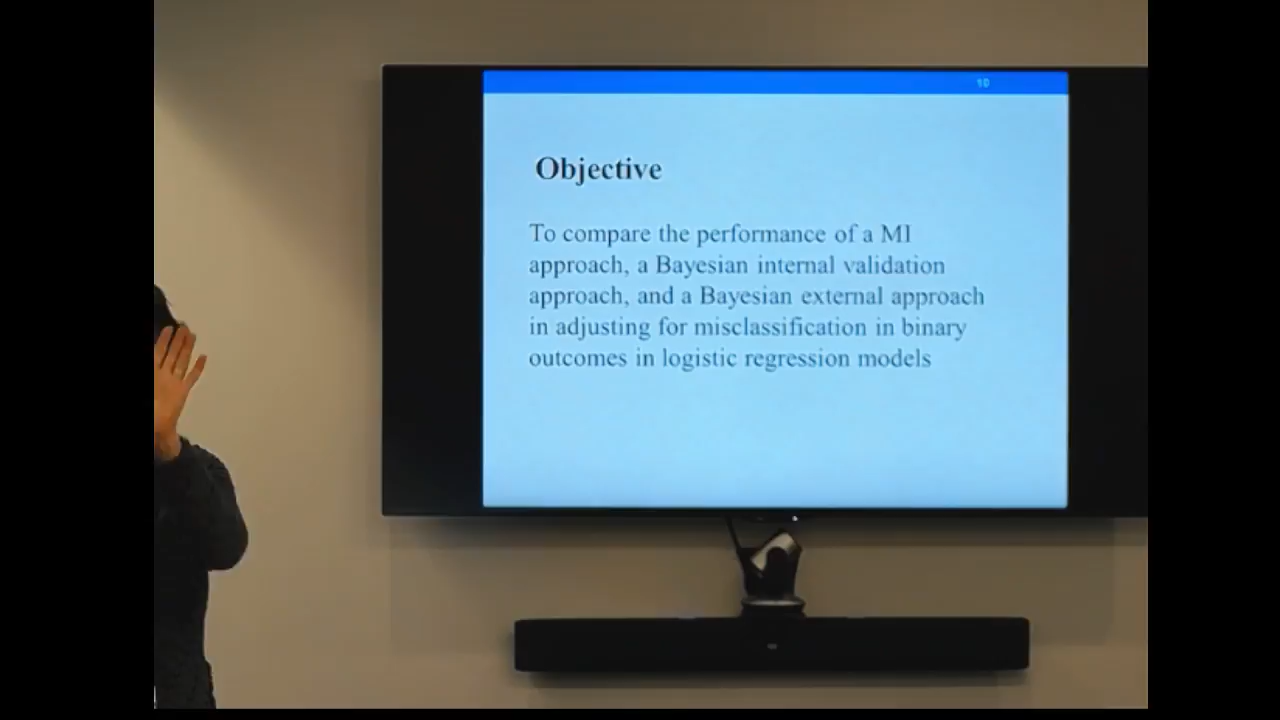 10
Objective
To compare the performance of a MI
approach, a Bayesian internal validation
approach, and a Bayesian external approach
in adjusting for misclassification in binary
outcomes in logistic regression models